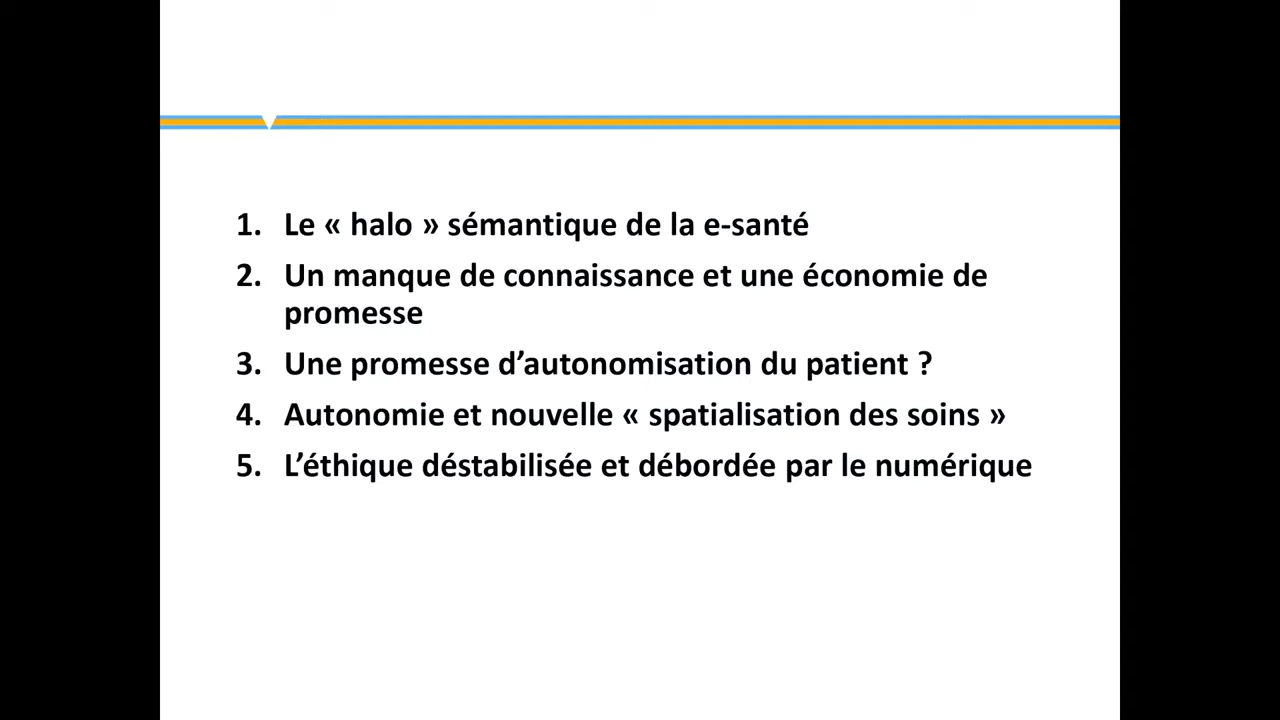 1. Le « halo » sémantique de la e-santé
2. Un manque de connaissance et une économie de
promesse
3. Une promesse d’autonomisation du patient ?
4. Autonomie et nouvelle « spatialisation des soins »
5. L’éthique déstabilisée et débordée par le numérique